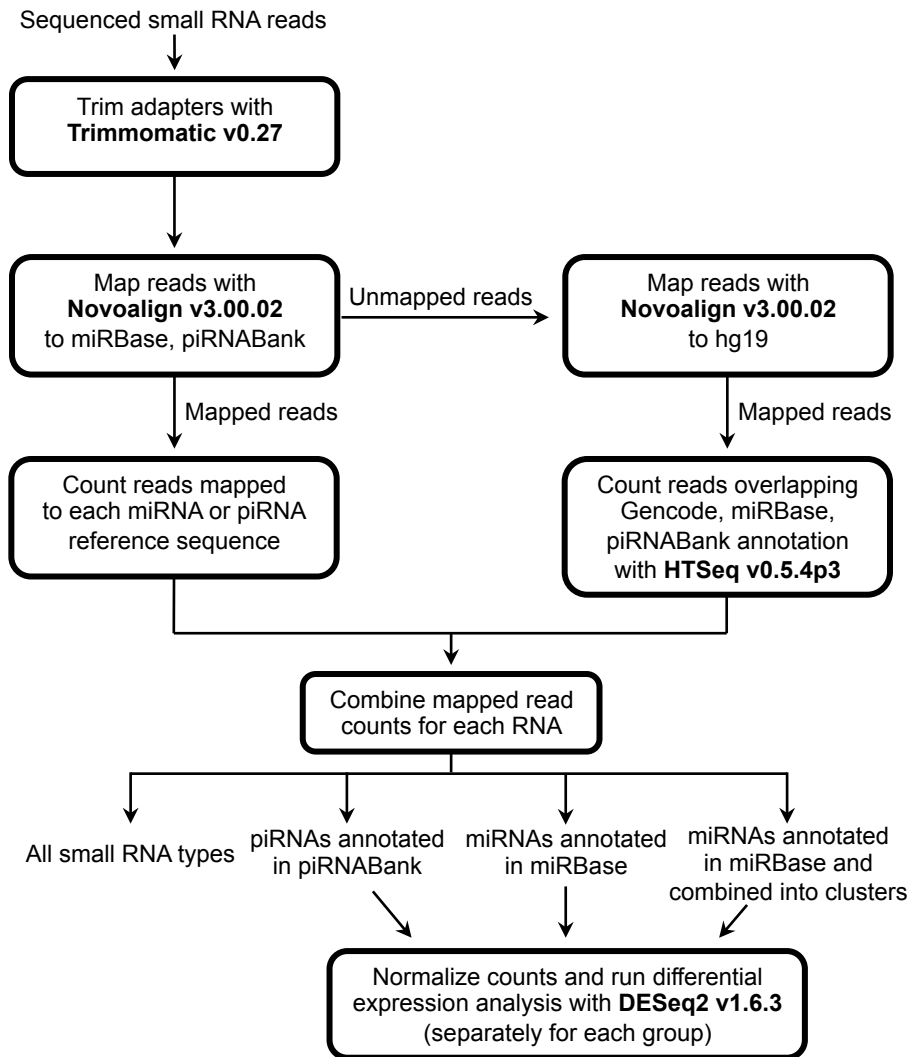 Sequenced small RNA reads
Trim adapters with
Trimmomatic v0.27
Map reads with
Novoalign v3.00.02
to miRBase, piRNABank
Unmapped reads
Map reads with
Novoalign v3.00.02
to hg19
Mapped reads
Mapped reads
Count reads mapped
to each miRNA or piRNA
reference sequence
Count reads overlapping
Gencode, miRBase,
piRNABank annotation
with HTSeq v0.5.4p3
Combine mapped read
counts for each RNA
All small RNA types
piRNAs annotated
in piRNABank
miRNAs annotated
in miRBase
miRNAs annotated
in miRBase and
combined into clusters
Normalize counts and run differential
expression analysis with DESeq2 v1.6.3
(separately for each group)